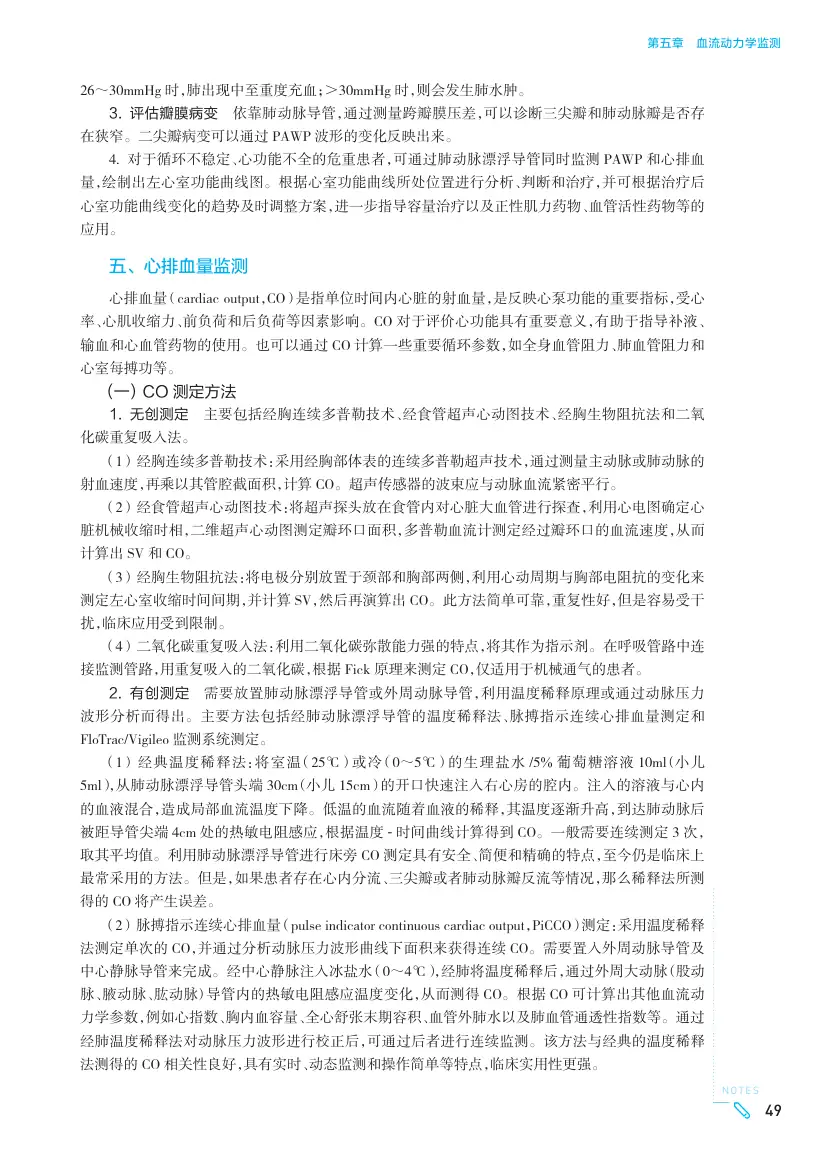 第五章 血流动力学监测
26～30mmHg 时,肺出现中至重度充血;＞30mmHg 时,则会发生肺水肿。
3. 评估瓣膜病变 依靠肺动脉导管,通过测量跨瓣膜压差,可以诊断三尖瓣和肺动脉瓣是否存
在狭窄。二尖瓣病变可以通过 PAWP 波形的变化反映出来。
4. 对于循环不稳定、心功能不全的危重患者,可通过肺动脉漂浮导管同时监测 PAWP 和心排血
量,绘制出左心室功能曲线图。根据心室功能曲线所处位置进行分析、判断和治疗,并可根据治疗后
心室功能曲线变化的趋势及时调整方案,进一步指导容量治疗以及正性肌力药物、血管活性药物等的
应用。
五、心排血量监测
心排血量(cardiac output,CO)是指单位时间内心脏的射血量,是反映心泵功能的重要指标,受心
率、心肌收缩力、前负荷和后负荷等因素影响。CO 对于评价心功能具有重要意义,有助于指导补液、
输血和心血管药物的使用。也可以通过 CO 计算一些重要循环参数,如全身血管阻力、肺血管阻力和
心室每搏功等。
(一) CO 测定方法
1. 无创测定 主要包括经胸连续多普勒技术、经食管超声心动图技术、经胸生物阻抗法和二氧
化碳重复吸入法。
(1)经胸连续多普勒技术:采用经胸部体表的连续多普勒超声技术,通过测量主动脉或肺动脉的
射血速度,再乘以其管腔截面积,计算 CO。超声传感器的波束应与动脉血流紧密平行。
(2)经食管超声心动图技术:将超声探头放在食管内对心脏大血管进行探查,利用心电图确定心
脏机械收缩时相,二维超声心动图测定瓣环口面积,多普勒血流计测定经过瓣环口的血流速度,从而
计算出 SV 和 CO。
(3)经胸生物阻抗法:将电极分别放置于颈部和胸部两侧,利用心动周期与胸部电阻抗的变化来
测定左心室收缩时间间期,并计算 SV,然后再演算出 CO。此方法简单可靠,重复性好,但是容易受干
扰,临床应用受到限制。
(4)二氧化碳重复吸入法:利用二氧化碳弥散能力强的特点,将其作为指示剂。在呼吸管路中连
接监测管路,用重复吸入的二氧化碳,根据 Fick 原理来测定 CO,仅适用于机械通气的患者。
2. 有创测定 需要放置肺动脉漂浮导管或外周动脉导管,利用温度稀释原理或通过动脉压力
波形分析而得出。主要方法包括经肺动脉漂浮导管的温度稀释法、脉搏指示连续心排血量测定和
FloTrac/Vigileo 监测系统测定。
(1)经典温度稀释法:将室温(25℃)或冷(0～5℃)的生理盐水 /5% 葡萄糖溶液 10ml(小儿
5ml),从肺动脉漂浮导管头端 30cm(小儿 15cm)的开口快速注入右心房的腔内。注入的溶液与心内
的血液混合,造成局部血流温度下降。低温的血流随着血液的稀释,其温度逐渐升高,到达肺动脉后
被距导管尖端 4cm 处的热敏电阻感应,根据温度 - 时间曲线计算得到 CO。一般需要连续测定 3 次,
取其平均值。利用肺动脉漂浮导管进行床旁 CO 测定具有安全、简便和精确的特点,至今仍是临床上
最常采用的方法。但是,如果患者存在心内分流、三尖瓣或者肺动脉瓣反流等情况,那么稀释法所测
得的 CO 将产生误差。
(2)脉搏指示连续心排血量(pulse indicator continuous cardiac output,PiCCO)测定:采用温度稀释
法测定单次的 CO,并通过分析动脉压力波形曲线下面积来获得连续 CO。需要置入外周动脉导管及
中心静脉导管来完成。经中心静脉注入冰盐水(0～4℃),经肺将温度稀释后,通过外周大动脉(股动
脉、腋动脉、肱动脉)导管内的热敏电阻感应温度变化,从而测得 CO。根据 CO 可计算出其他血流动
力学参数,例如心指数、胸内血容量、全心舒张末期容积、血管外肺水以及肺血管通透性指数等。通过
经肺温度稀释法对动脉压力波形进行校正后,可通过后者进行连续监测。该方法与经典的温度稀释
法测得的 CO 相关性良好,具有实时、动态监测和操作简单等特点,临床实用性更强。
NOTES
49